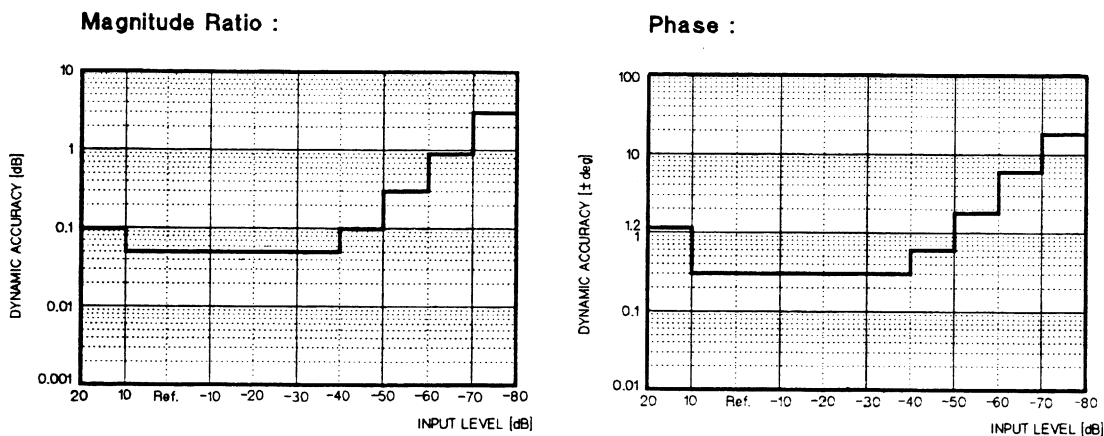 Magnitude Ratio :
DYNAMIC ACCURACY [dB]
10
1
0.1
0.01
0.001
20 10 Ref. -10 -20 -30 -40 -50 -60 -70 -80
INPUT LEVEL [dB]
Phase :
DYNAMIC ACCURACY [± deg]
100
10
1.2
0.1
0.01
20 10 Ref. -10 -20 -30 -40 -50 -60 -70 -80
INPUT LEVEL [dB]